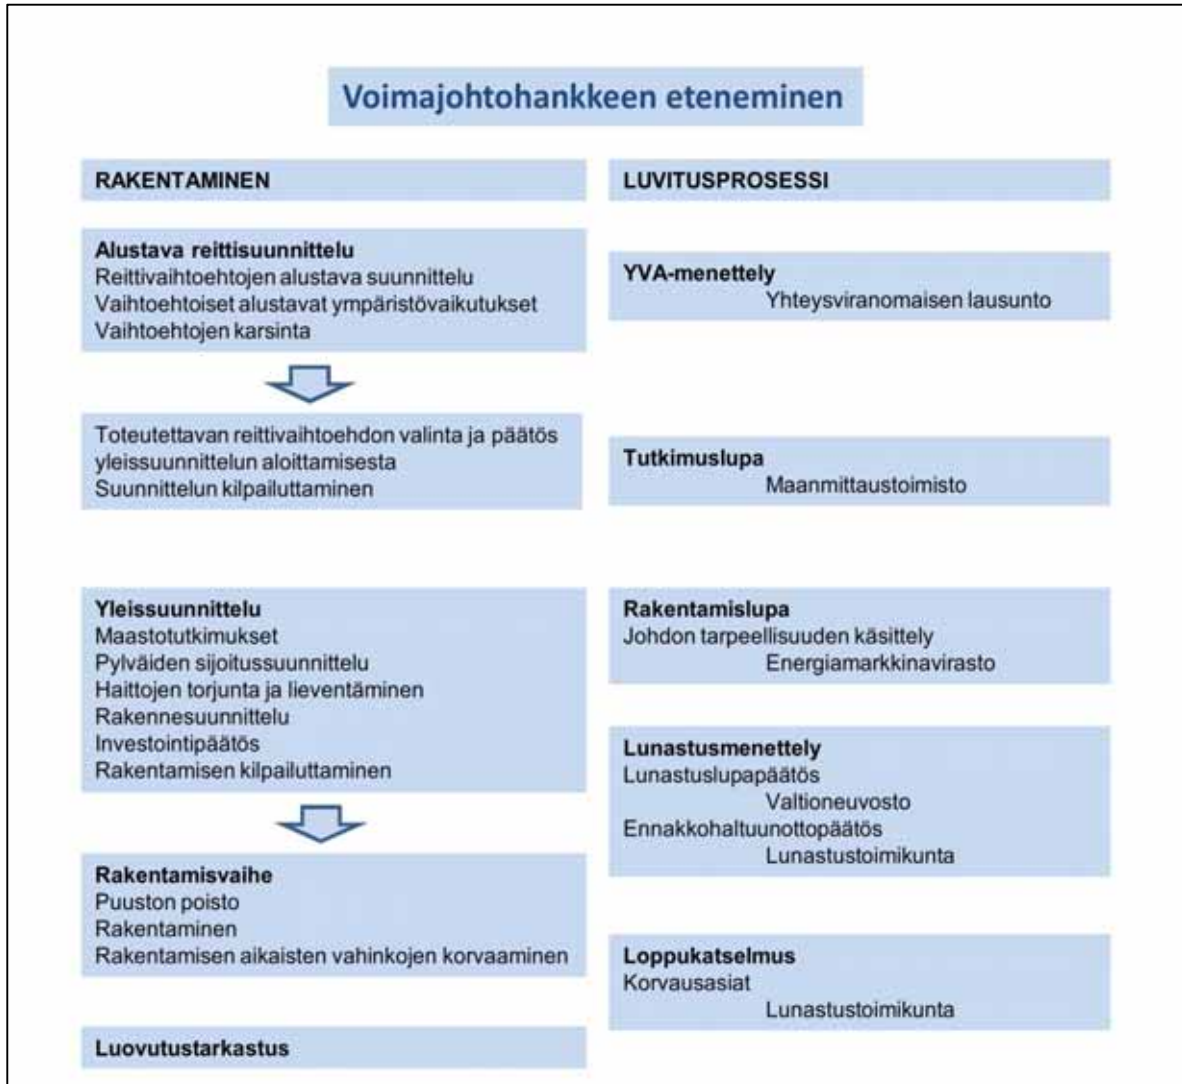 Voimajohtohankkeen eteneminen
RAKENTAMINEN
Alustava reittisuunnittelu
Reittivaihtoehtojen alustava suunnittelu
Vaihtoehtoiset alustavat ympäristövaikutukset
Vaihtoehtojen karsinta
Toteutettavan reittivaihtoehdon valinta ja päätös
yleissuunnittelun aloittamisesta
Suunnittelun kilpailuttaminen
Yleissuunnittelu
Maastotutkimukset
Pylväiden sijoitussuunnittelu
Haittojen torjunta ja lieventäminen
Rakennesuunnittelu
Investointipäätös
Rakentamisen kilpailuttaminen
Rakentamisvaihe
Puuston poisto
Rakentaminen
Rakentamisen aikaisten vahinkojen korvaaminen
Luovutustarkastus
LUVITUSPROSESSI
YVA-menettely
Yhteysviranomaisen lausunto
Tutkimuslupa
Maanmittaustoimisto
Rakentamislupa
Johdon tarpeellisuuden käsittely
Energiamarkkinavirasto
Lunastusmenettely
Lunastuslupapäätös
Valtioneuvosto
Ennakkohaltuunottopäätös
Lunastustoimikunta
Loppukatselmus
Korvausasiat
Lunastustoimikunta